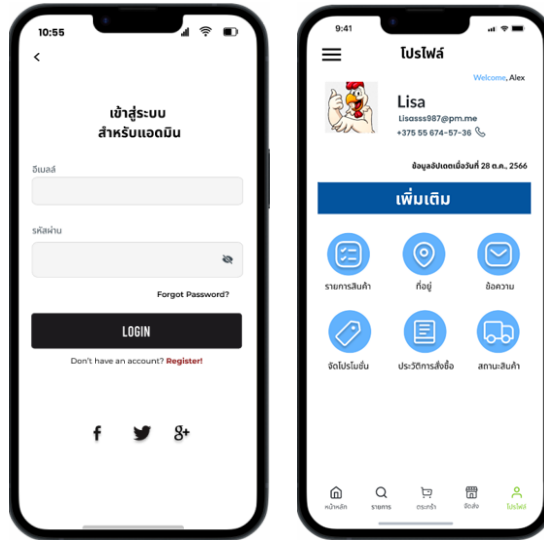 10:55
เข้าสู่ระบบ
สำหรับแอดมิน
อีเมลล์
รหัสผ่าน
Forgot Password?
LOGIN
Don't have an account? Register!
f
8+
9:41
โปรไฟล์
Welcome, Alex
Lisa
Lisasss987@pm.me
+375 55 674-57-36
ข้อมูลอัปเดตเมื่อวันที่ 28 ต.ค., 2566
เพิ่มเติม
รายการสินค้า
ที่อยู่
ข้อความ
จัดโปรโมชั่น
ประวัติการสั่งซื้อ
สถานะสินค้า
หน้าหลัก
รายการ
ตระกร้า
จัดส่ง
โปรไฟล์